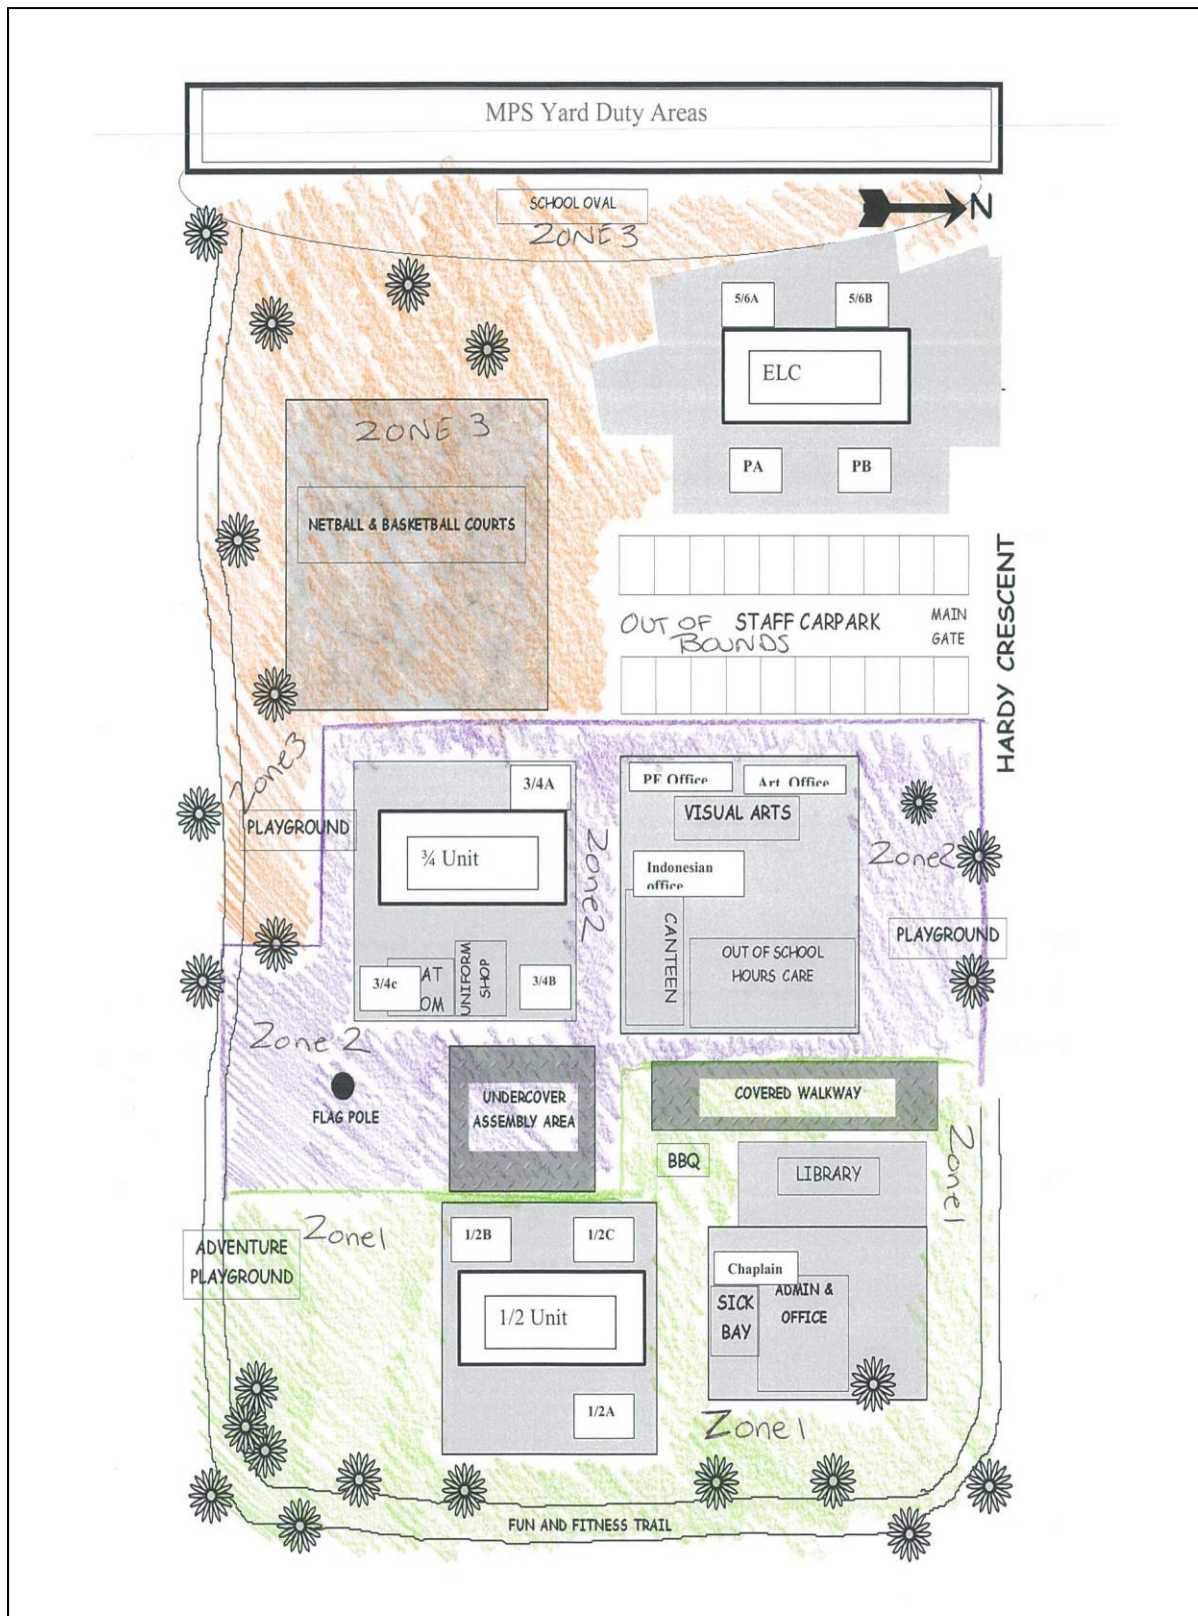 MPS Yard Duty Areas
SCHOOL OVAL
N
ZONE 3
5/6A
5/6B
ELC
ZONE 3
PA
PB
NETBALL & BASKETBALL COURTS
HARDY CRESCENT
OUT OF BOUNDS
STAFF CARPARK
MAIN
GATE
Zone3
PLAYGROUND
3/4A
¾ Unit
Zone2
PE Office
Art Office
VISUAL ARTS
Indonesian
office
CANTEEN
OUT OF SCHOOL
HOURS CARE
Zone2
PLAYGROUND
3/4c
UNIFORM
SHOP
3/4B
Zone 2
FLAG POLE
UNDERCOVER
ASSEMBLY AREA
COVERED WALKWAY
BBQ
LIBRARY
Zone1
Zone1
ADVENTURE
PLAYGROUND
1/2B
1/2C
1/2 Unit
1/2A
Chaplain
SICK
BAY
ADMIN &
OFFICE
Zone1
FUN AND FITNESS TRAIL